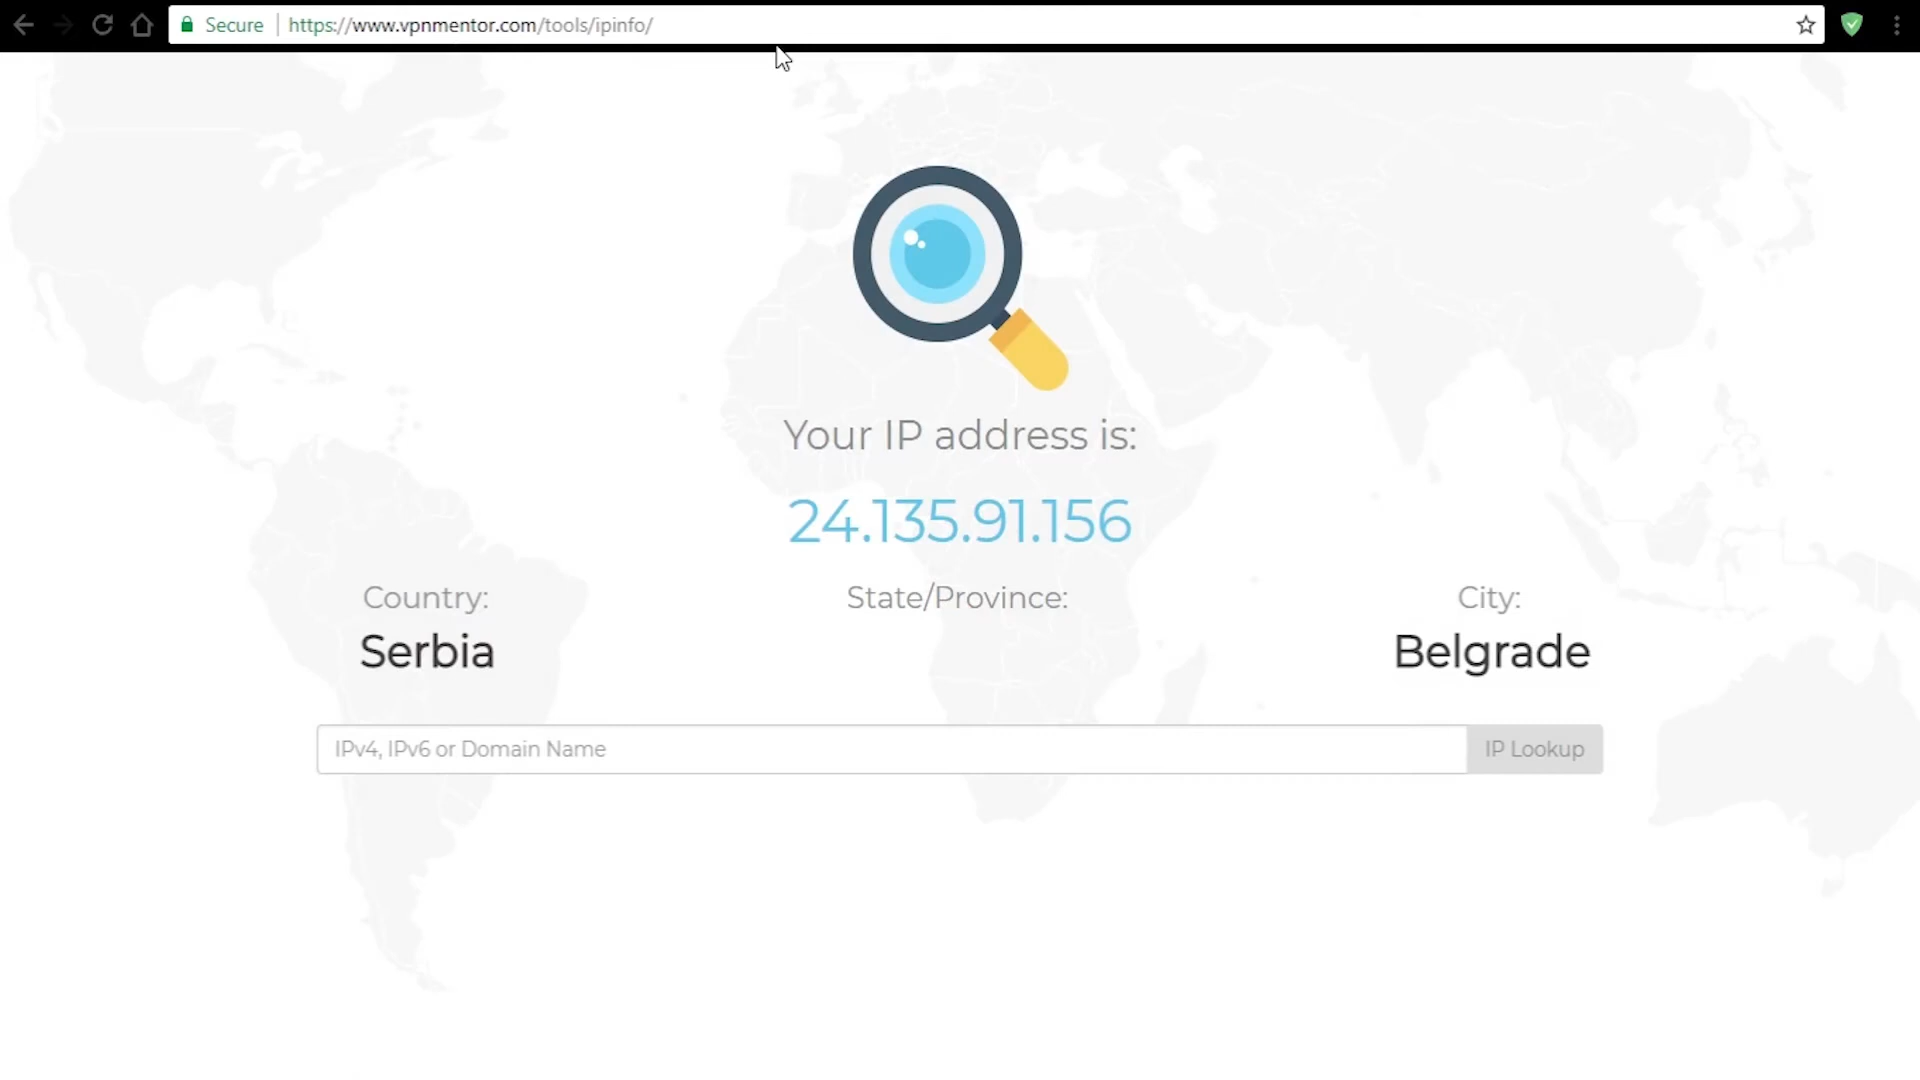 Secure
https://www.vpnmentor.com/tools/ipinfo/
Your IP address is:
24.135.91.156
Country:
State/Province:
City:
Serbia
Belgrade
IPv4, IPv6 or Domain Name
IP Lookup